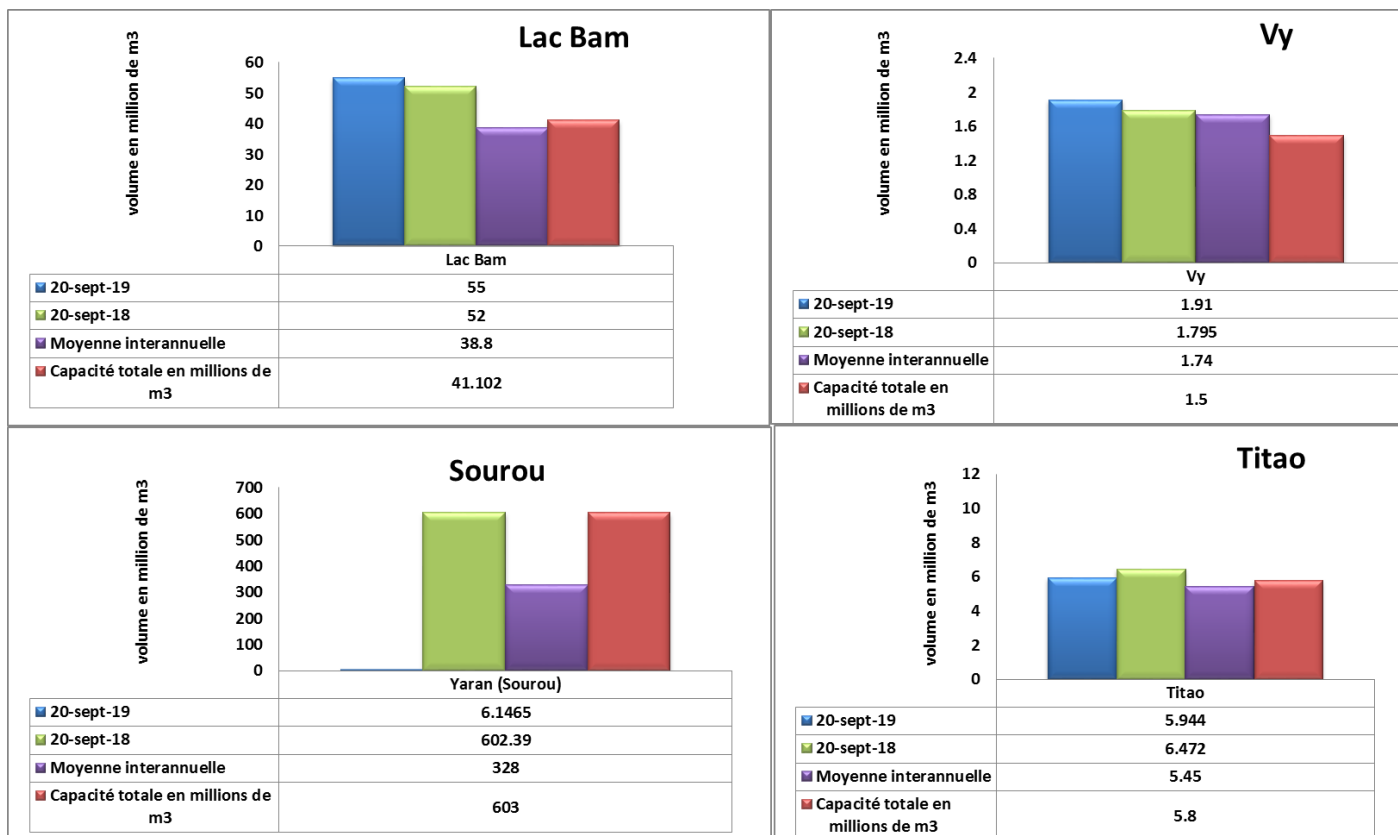 Lac Bam
volume en million de m3
60
50
40
30
20
10
0
Lac Bam
20-sept-19 55
20-sept-18 52
Moyenne interannuelle 38.8
Capacité totale en millions de
m3 41.102
Vy
volume en million de m3
2.4
2
1.6
1.2
0.8
0.4
0
Vy
20-sept-19 1.91
20-sept-18 1.795
Moyenne interannuelle 1.74
Capacité totale en
millions de m3 1.5
Sourou
volume en million de m3
700
600
500
400
300
200
100
0
Yaran (Sourou)
20-sept-19 6.1465
20-sept-18 602.39
Moyenne interannuelle 328
Capacité totale en millions de
m3 603
Titao
volume en million de m3
12
10
8
6
4
2
0
Titao
20-sept-19 5.944
20-sept-18 6.472
Moyenne interannuelle 5.45
Capacité totale en
millions de m3 5.8